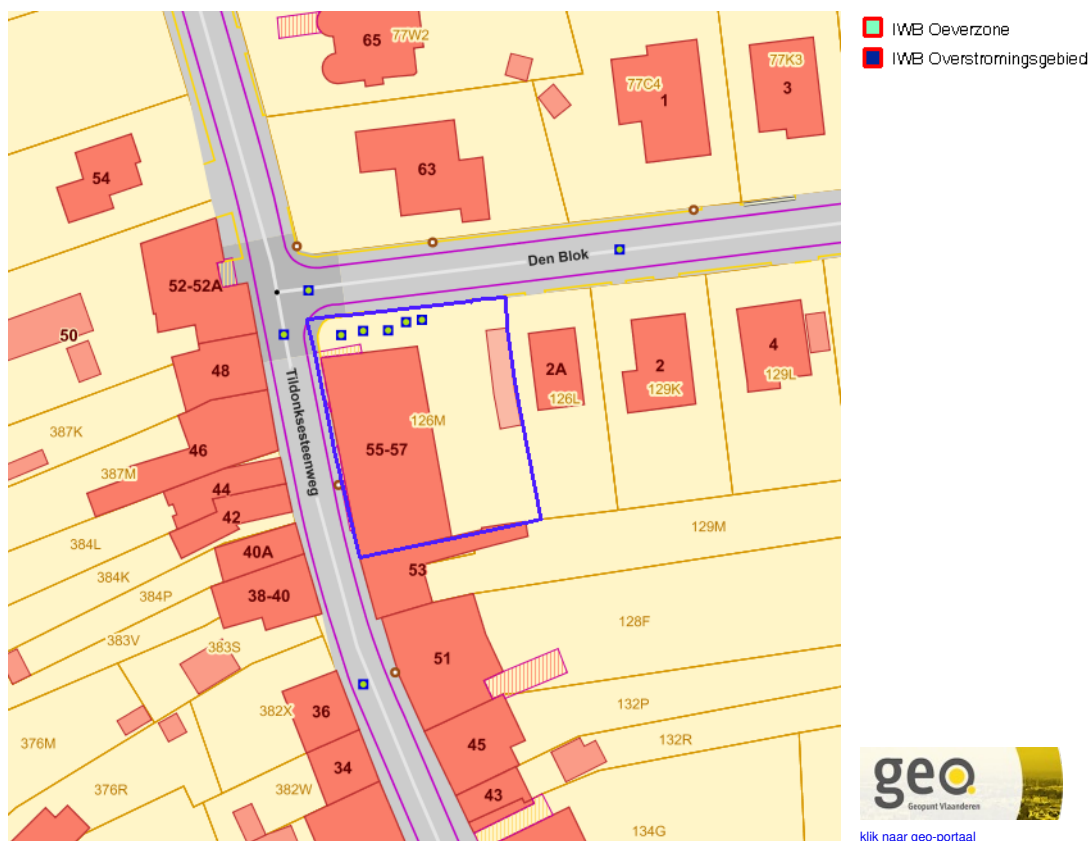 65
77W2
77C4
1
77K3
3
54
63
Den Blok
52-52A
50
48
Tildonksesteenweg
2A
126L
2
129K
4
129L
387K
46
126M
55-57
387M
44
42
384L
40A
129M
384K
53
38-40
384P
383V
383S
128F
51
382X
36
132P
376M
45
132R
34
376R
382W
43
134G
IWB Oeverzone
IWB Overstromingsgebied
geo
Geopunt Vlaanderen
klik naar geo-portaal